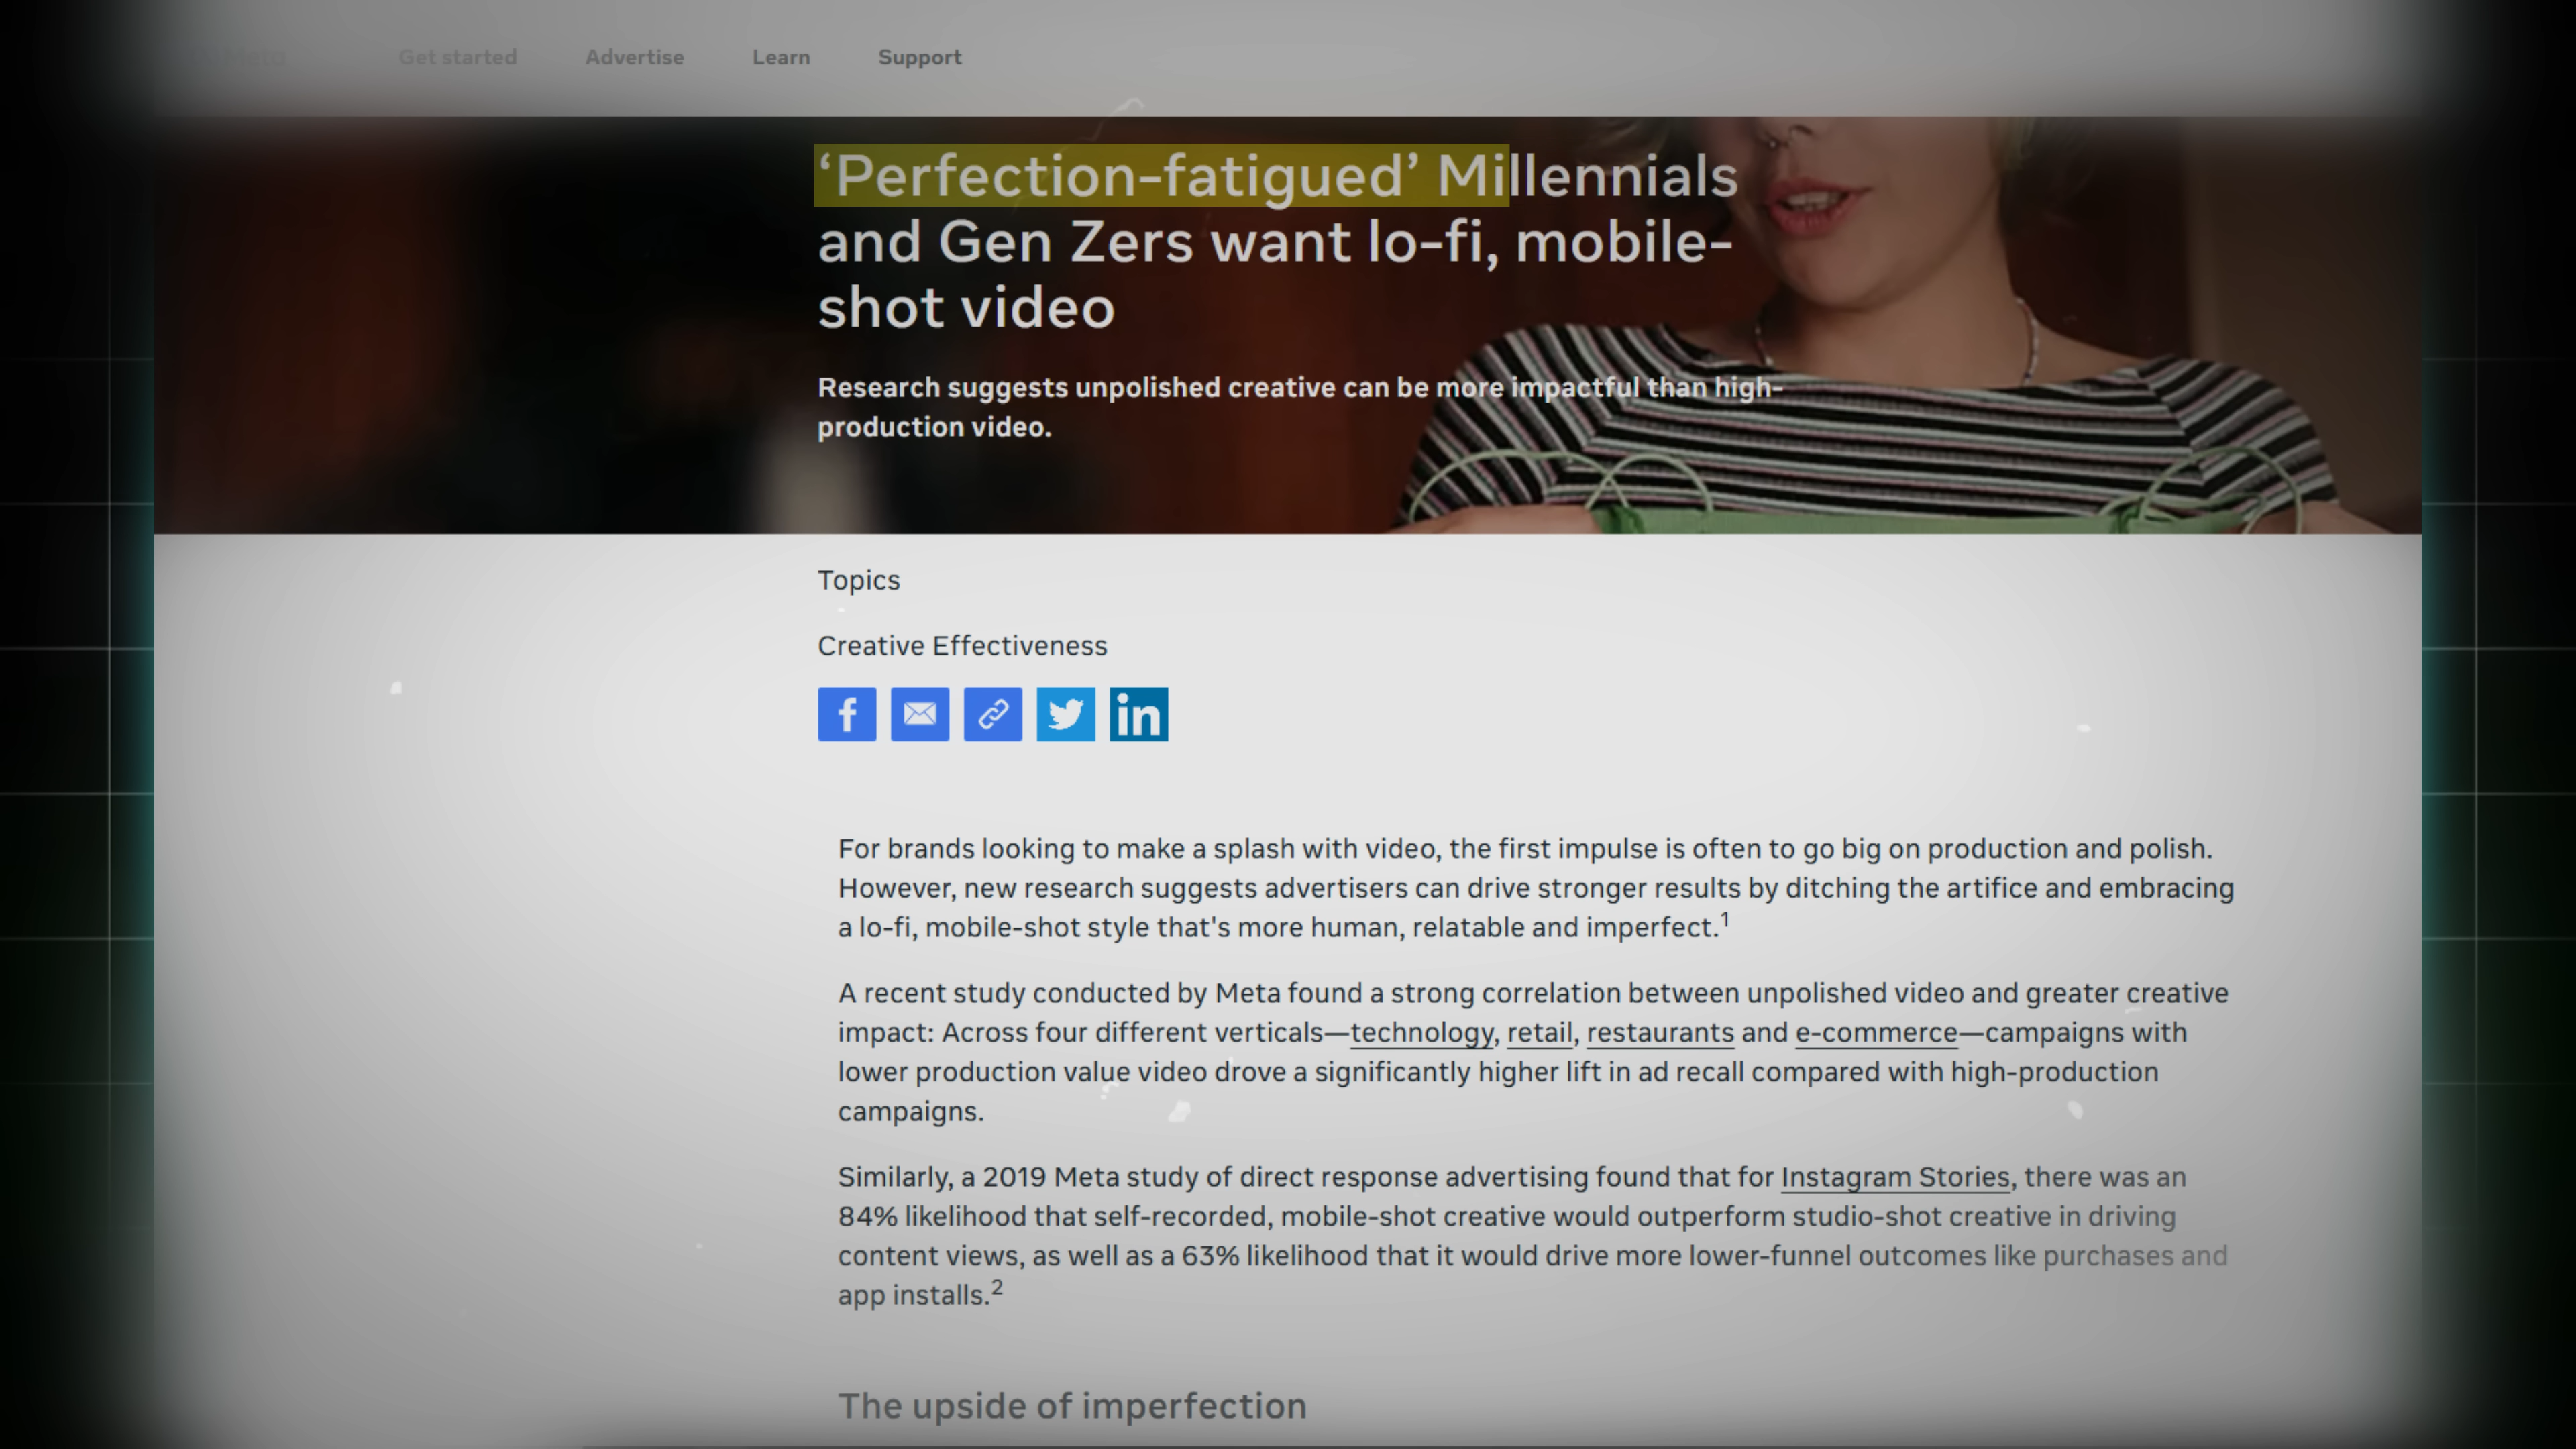 Get started
Advertise
Learn
Support
‘Perfection-fatigued’ Millennials
and Gen Zers want lo-fi, mobile-
shot video
Research suggests unpolished creative can be more impactful than high-
production video.
Topics
Creative Effectiveness
For brands looking to make a splash with video, the first impulse is often to go big on production and polish.
However, new research suggests advertisers can drive stronger results by ditching the artifice and embracing
a lo-fi, mobile-shot style that's more human, relatable and imperfect.1
A recent study conducted by Meta found a strong correlation between unpolished video and greater creative
impact: Across four different verticals—technology, retail, restaurants and e-commerce—campaigns with
lower production value video drove a significantly higher lift in ad recall compared with high-production
campaigns.
Similarly, a 2019 Meta study of direct response advertising found that for Instagram Stories, there was an
84% likelihood that self-recorded, mobile-shot creative would outperform studio-shot creative in driving
content views, as well as a 63% likelihood that it would drive more lower-funnel outcomes like purchases and
app installs.2
The upside of imperfection